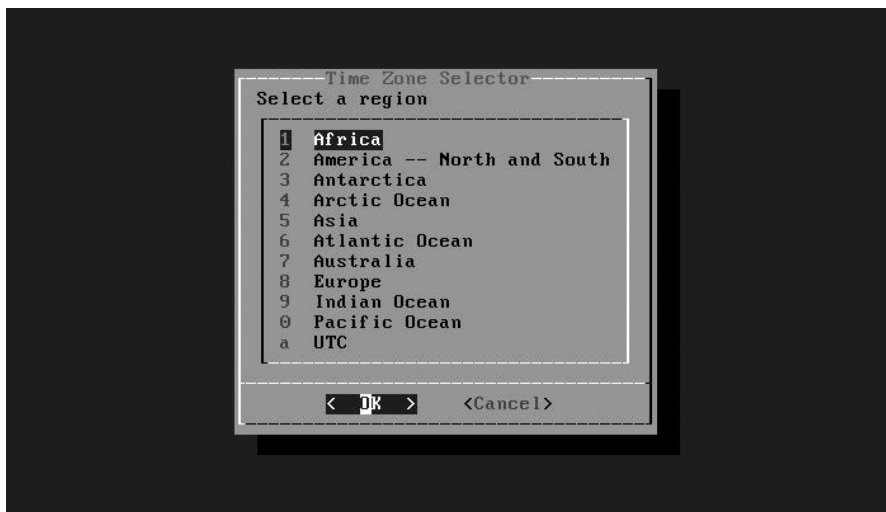 Time Zone Selector
Select a region
1 Africa
2 America -- North and South
3 Antarctica
4 Arctic Ocean
5 Asia
6 Atlantic Ocean
7 Australia
8 Europe
9 Indian Ocean
0 Pacific Ocean
a UTC
< OK > <Cancel>